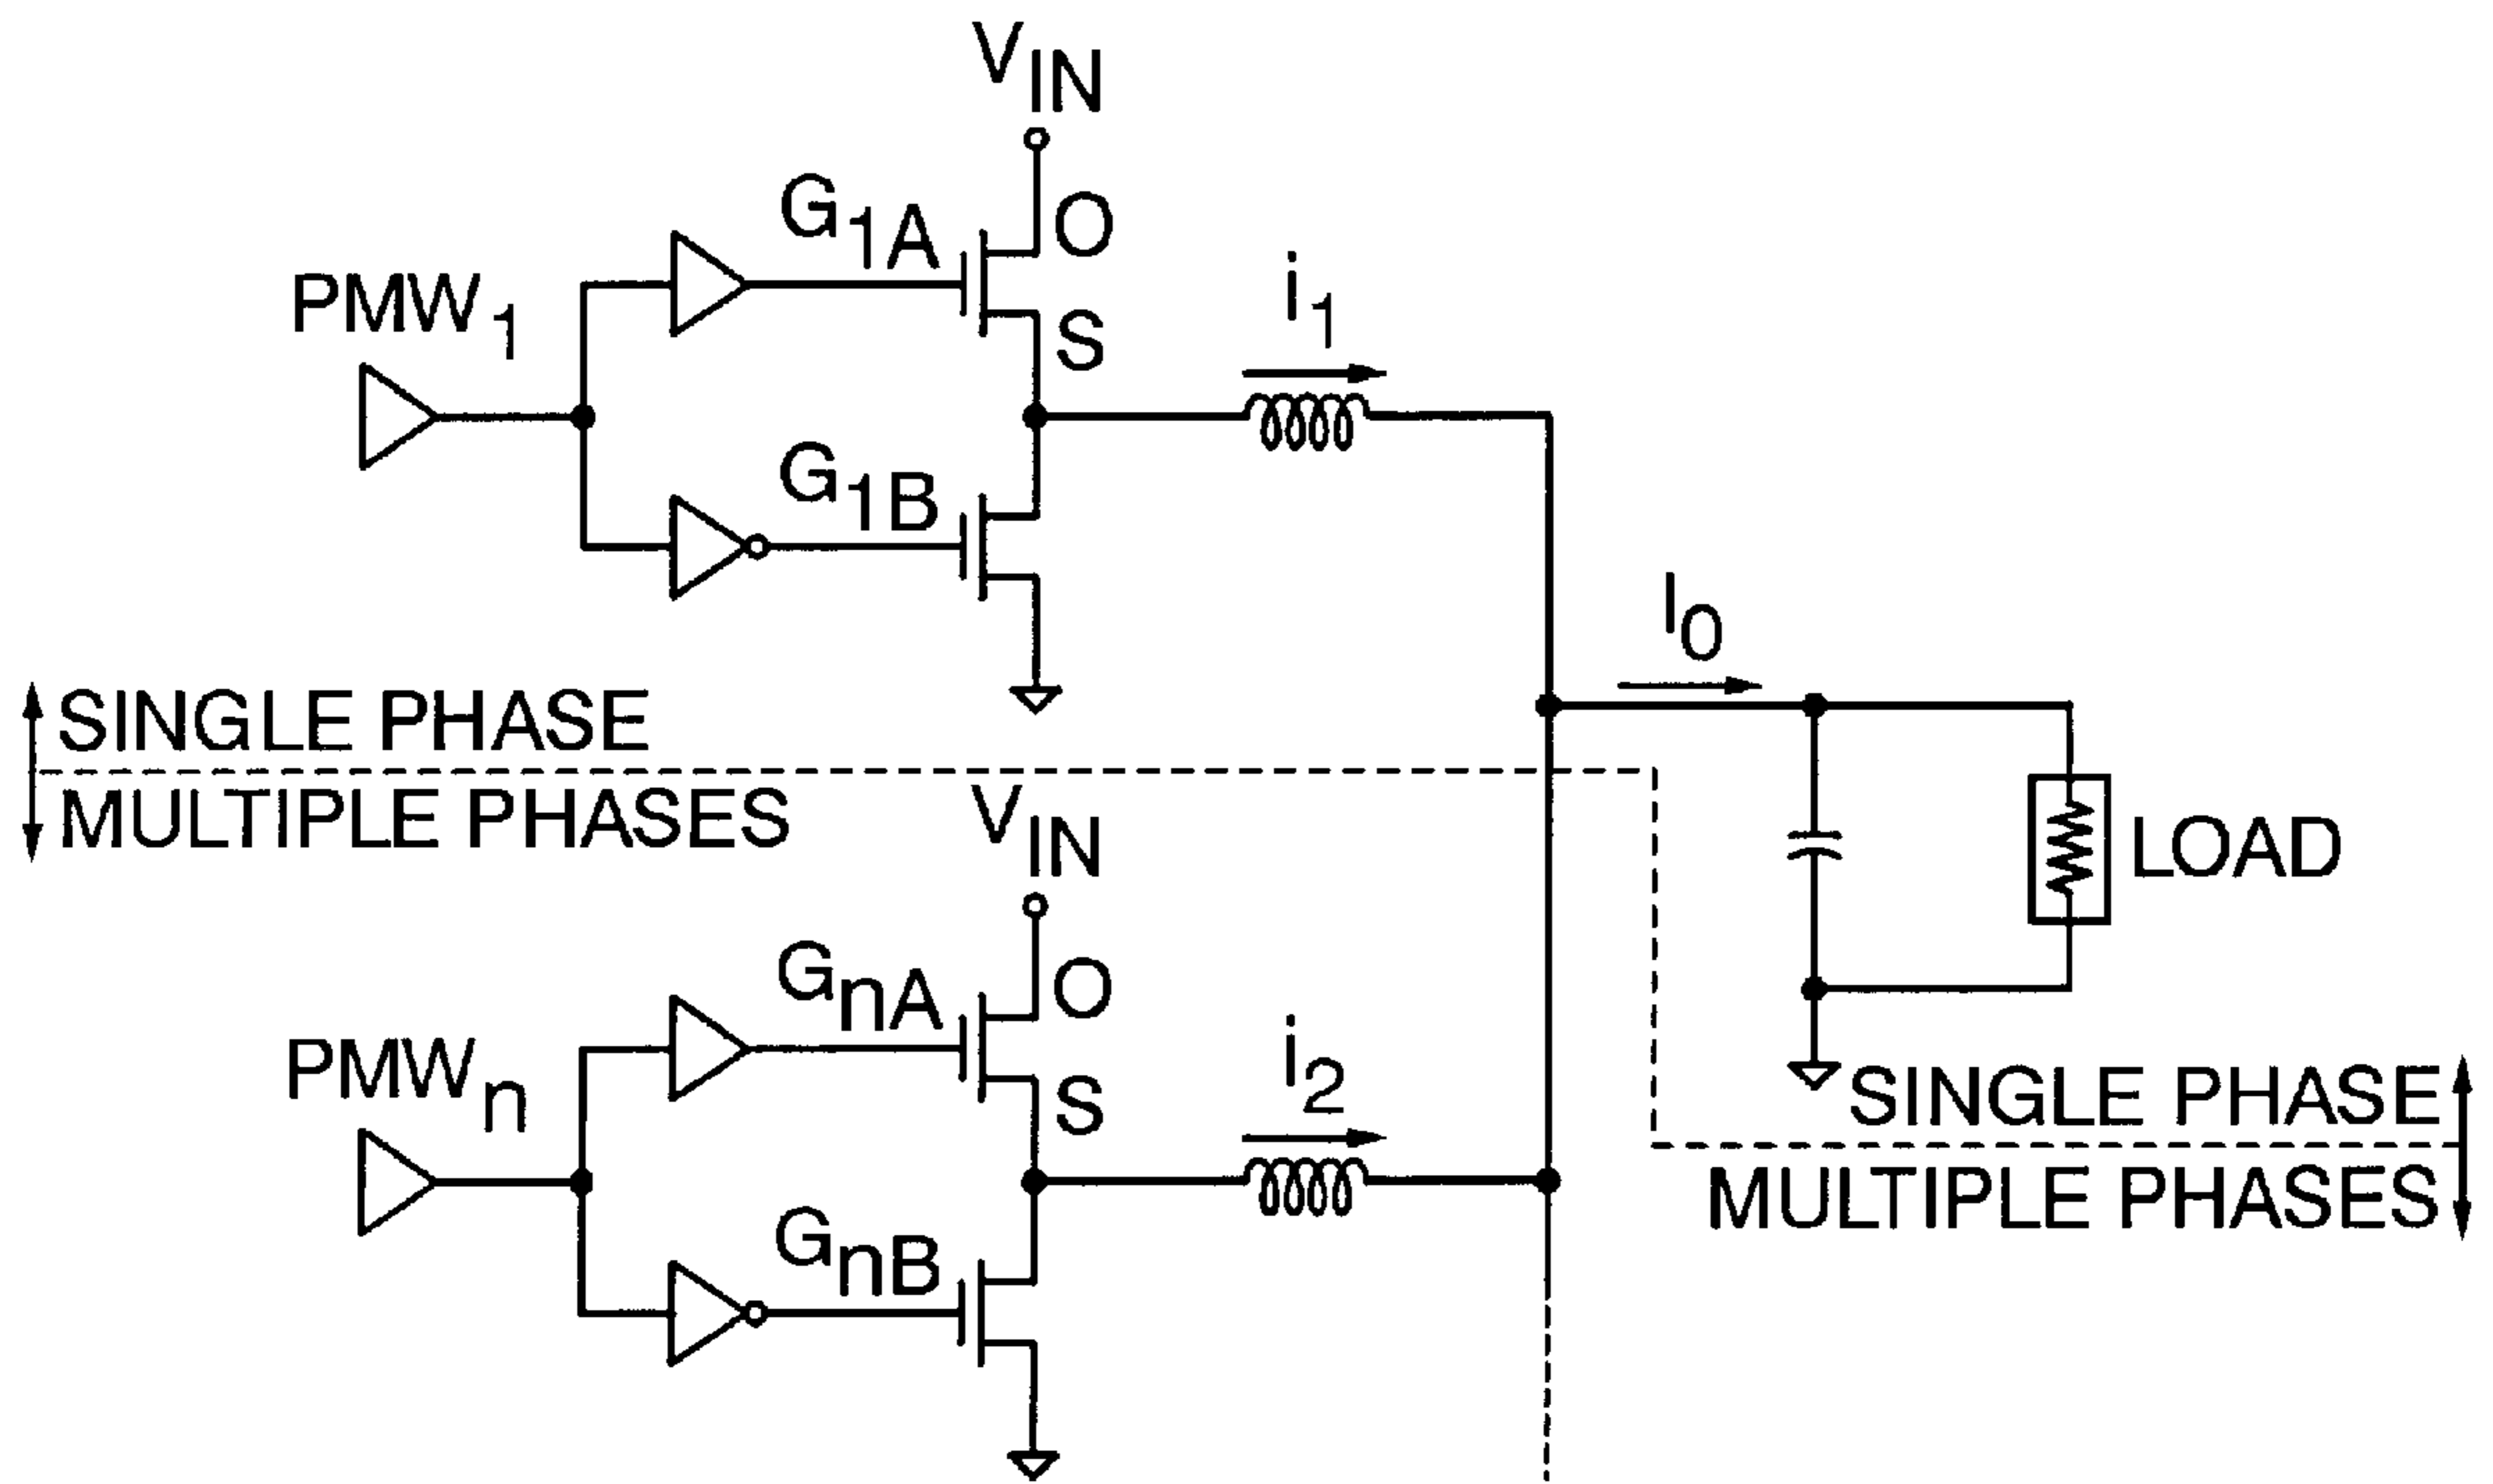 VIN
G1A
O
PMW1
S
i1
G1B
I0
SINGLE PHASE
MULTIPLE PHASES
VIN
LOAD
GnA
O
PMWn
S
i2
SINGLE PHASE
MULTIPLE PHASES
GnB